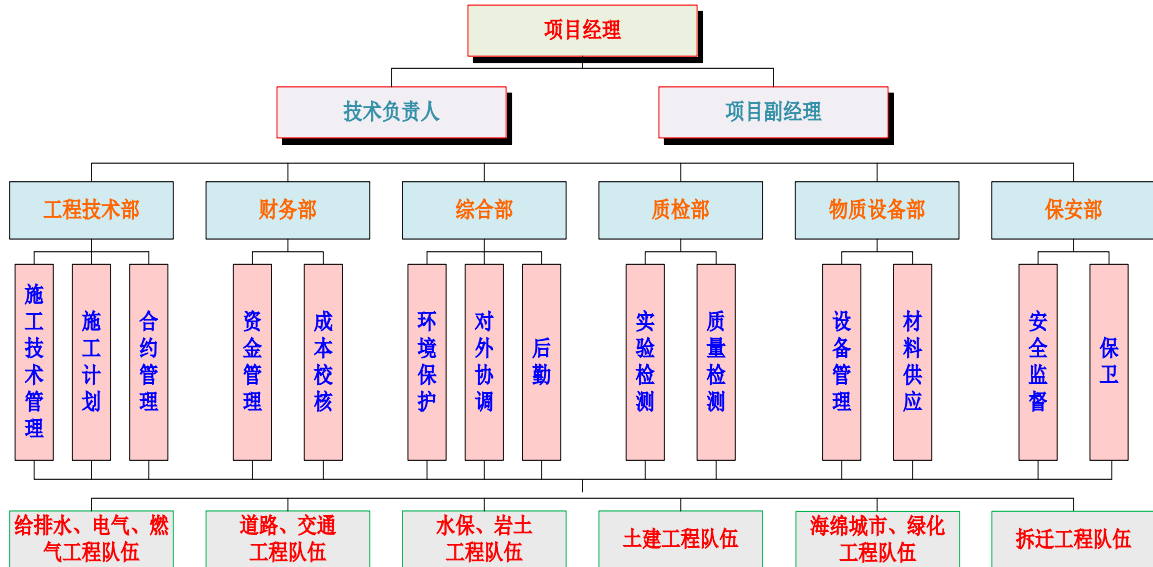 项目经理
技术负责人
项目副经理
工程技术部
财务部
综合部
质检部
物质设备部
保安部
施工技术管理
施工计划
合约管理
资金管理
成本校核
环境保护
对外协调
后勤
实验检测
质量检测
设备管理
材料供应
安全监督
保卫
给排水、电气、燃
气工程队伍
道路、交通
工程队伍
水保、岩土
工程队伍
土建工程队伍
海绵城市、绿化
工程队伍
拆迁工程队伍